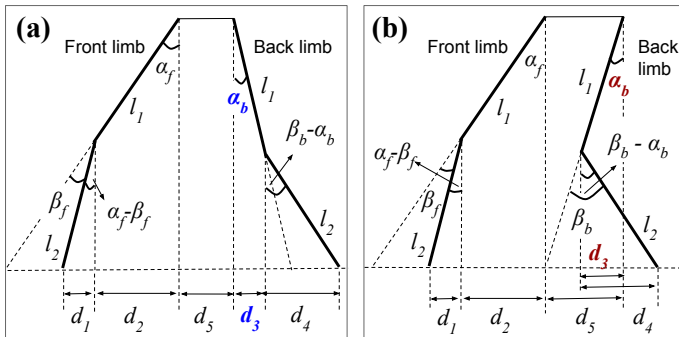 (a)
Front limb
Back limb
α_f
α_b
l_1
l_1
β_b-α_b
β_f
α_f-β_f
l_2
l_2
d_1
d_2
d_5
d_3
d_4
(b)
Front limb
Back
limb
α_f
α_b
l_1
l_1
α_f-β_f
β_b - α_b
β_f
β_b
l_2
l_2
d_3
d_1
d_2
d_5
d_4